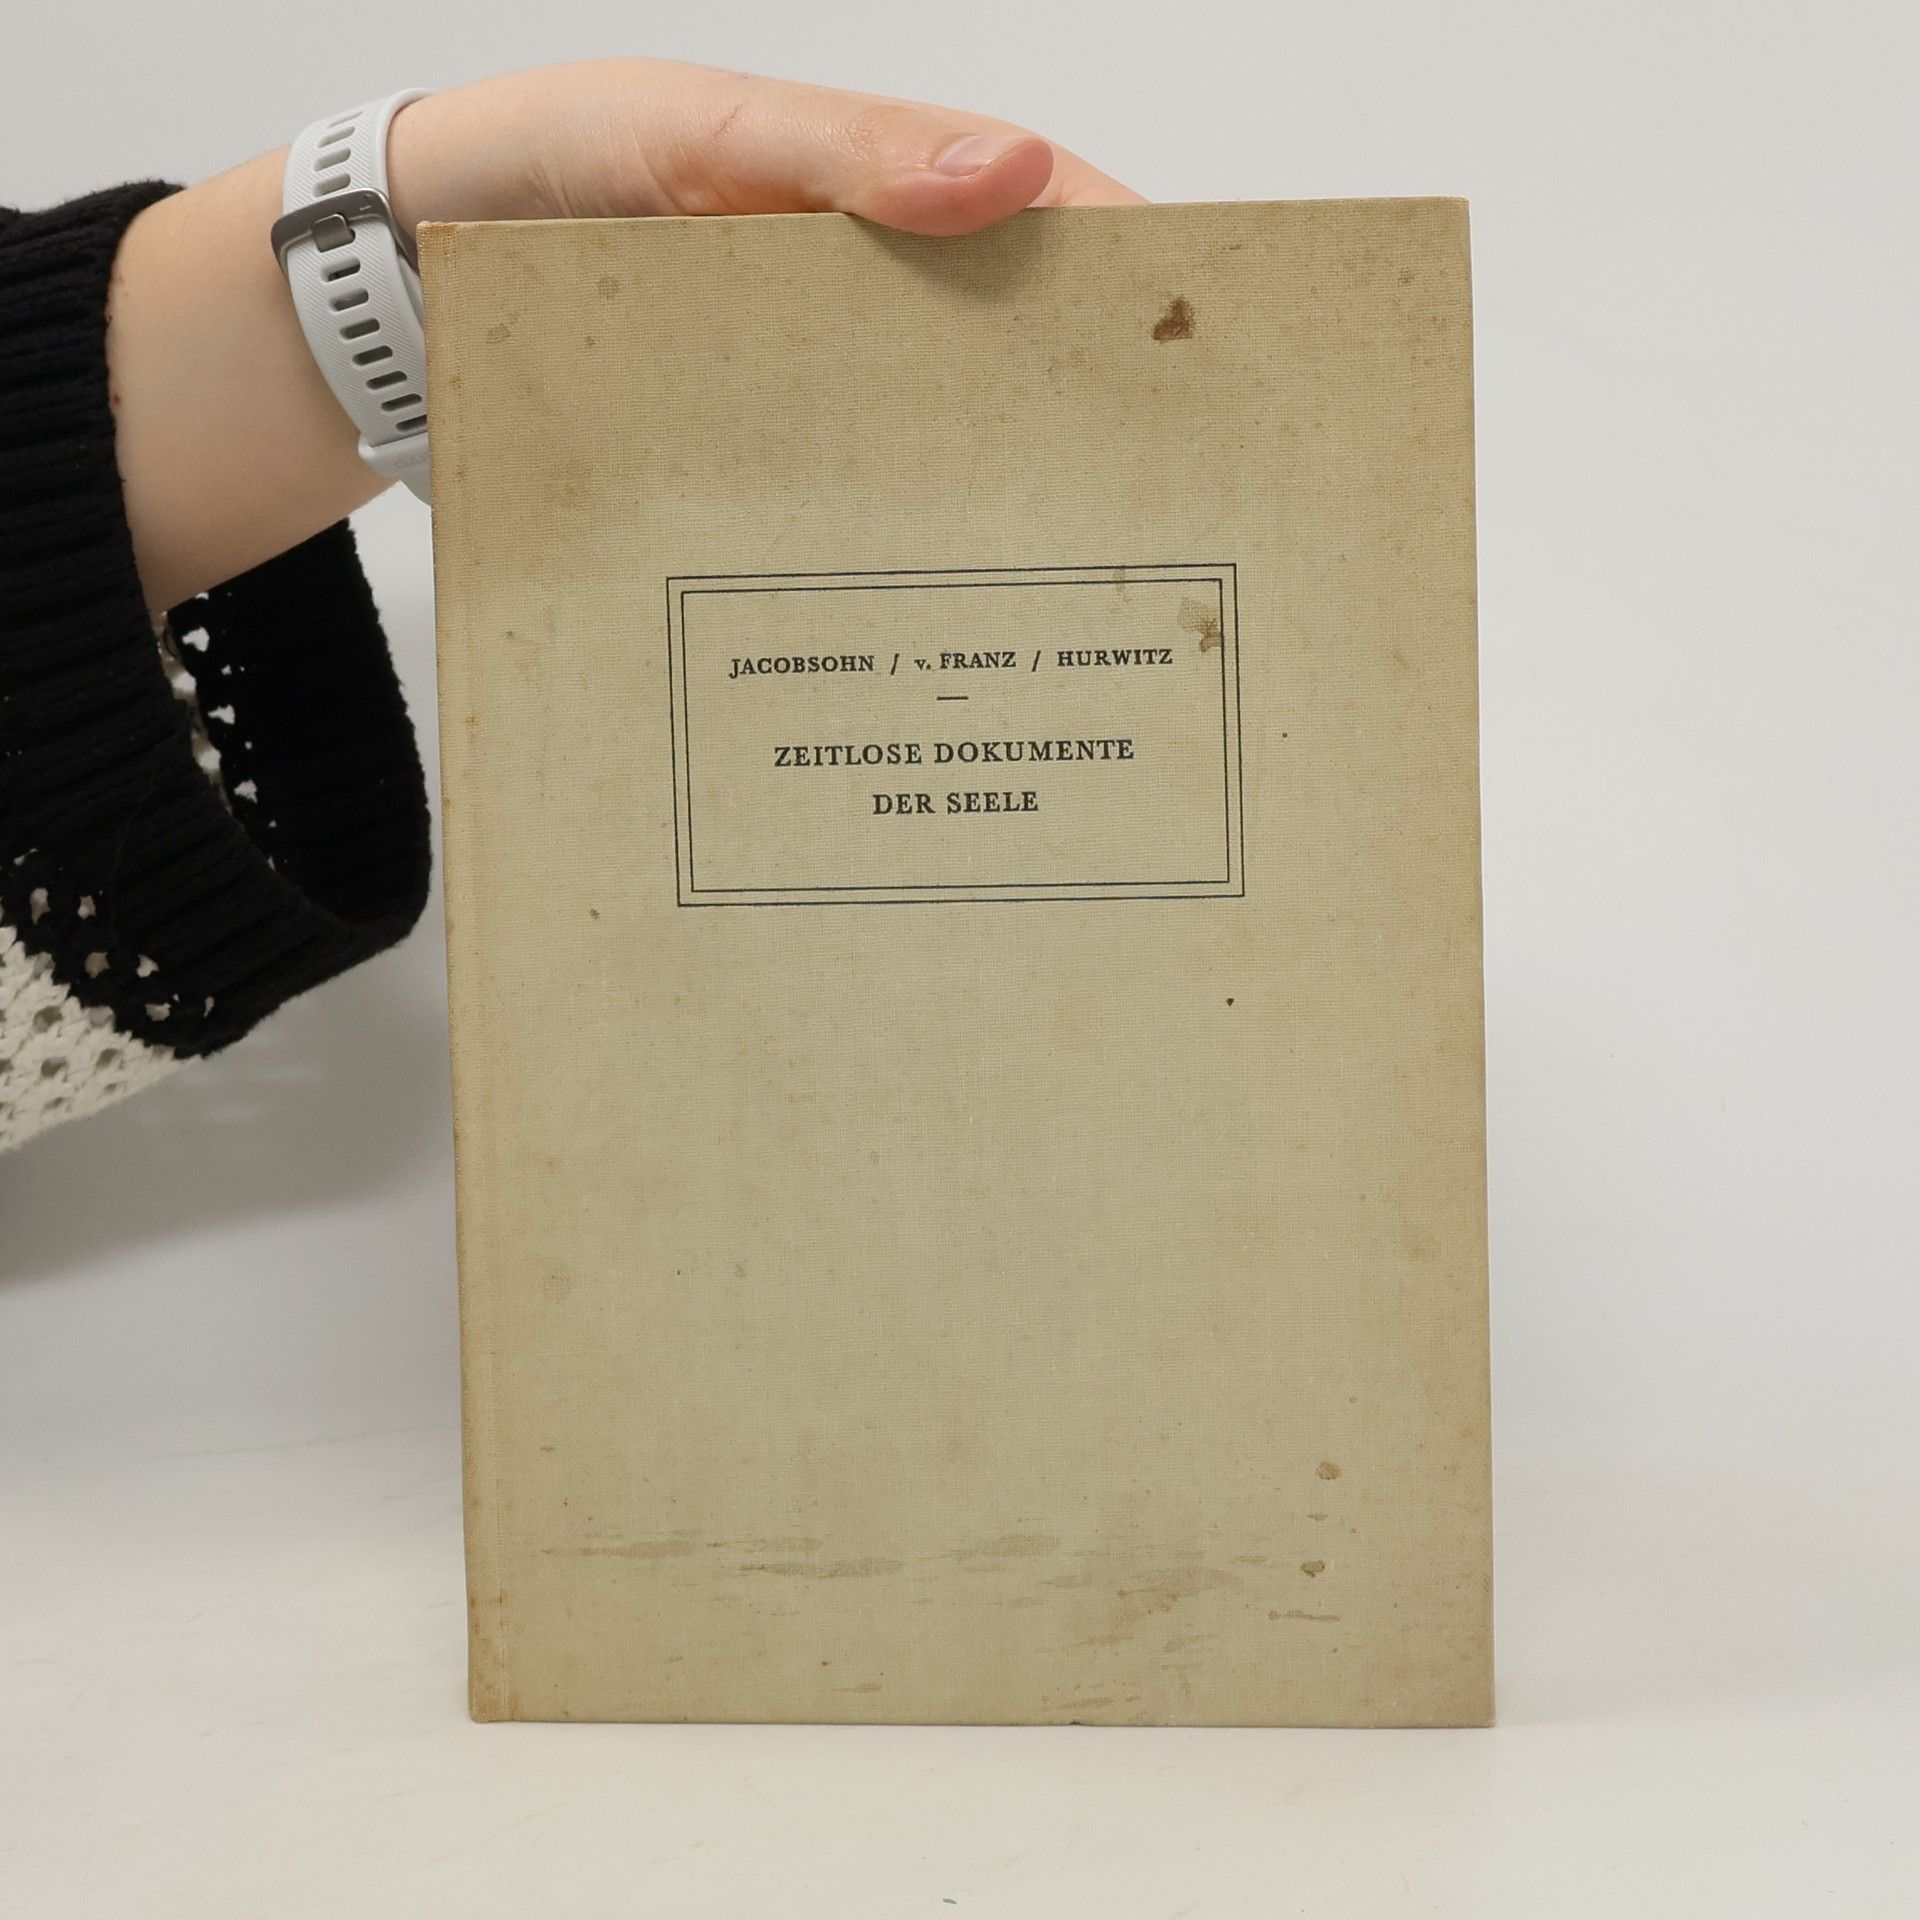 JACOBSOHN / v. FRANZ / HURWITZ
ZEITLOSE DOKUMENTE
DER SEELE